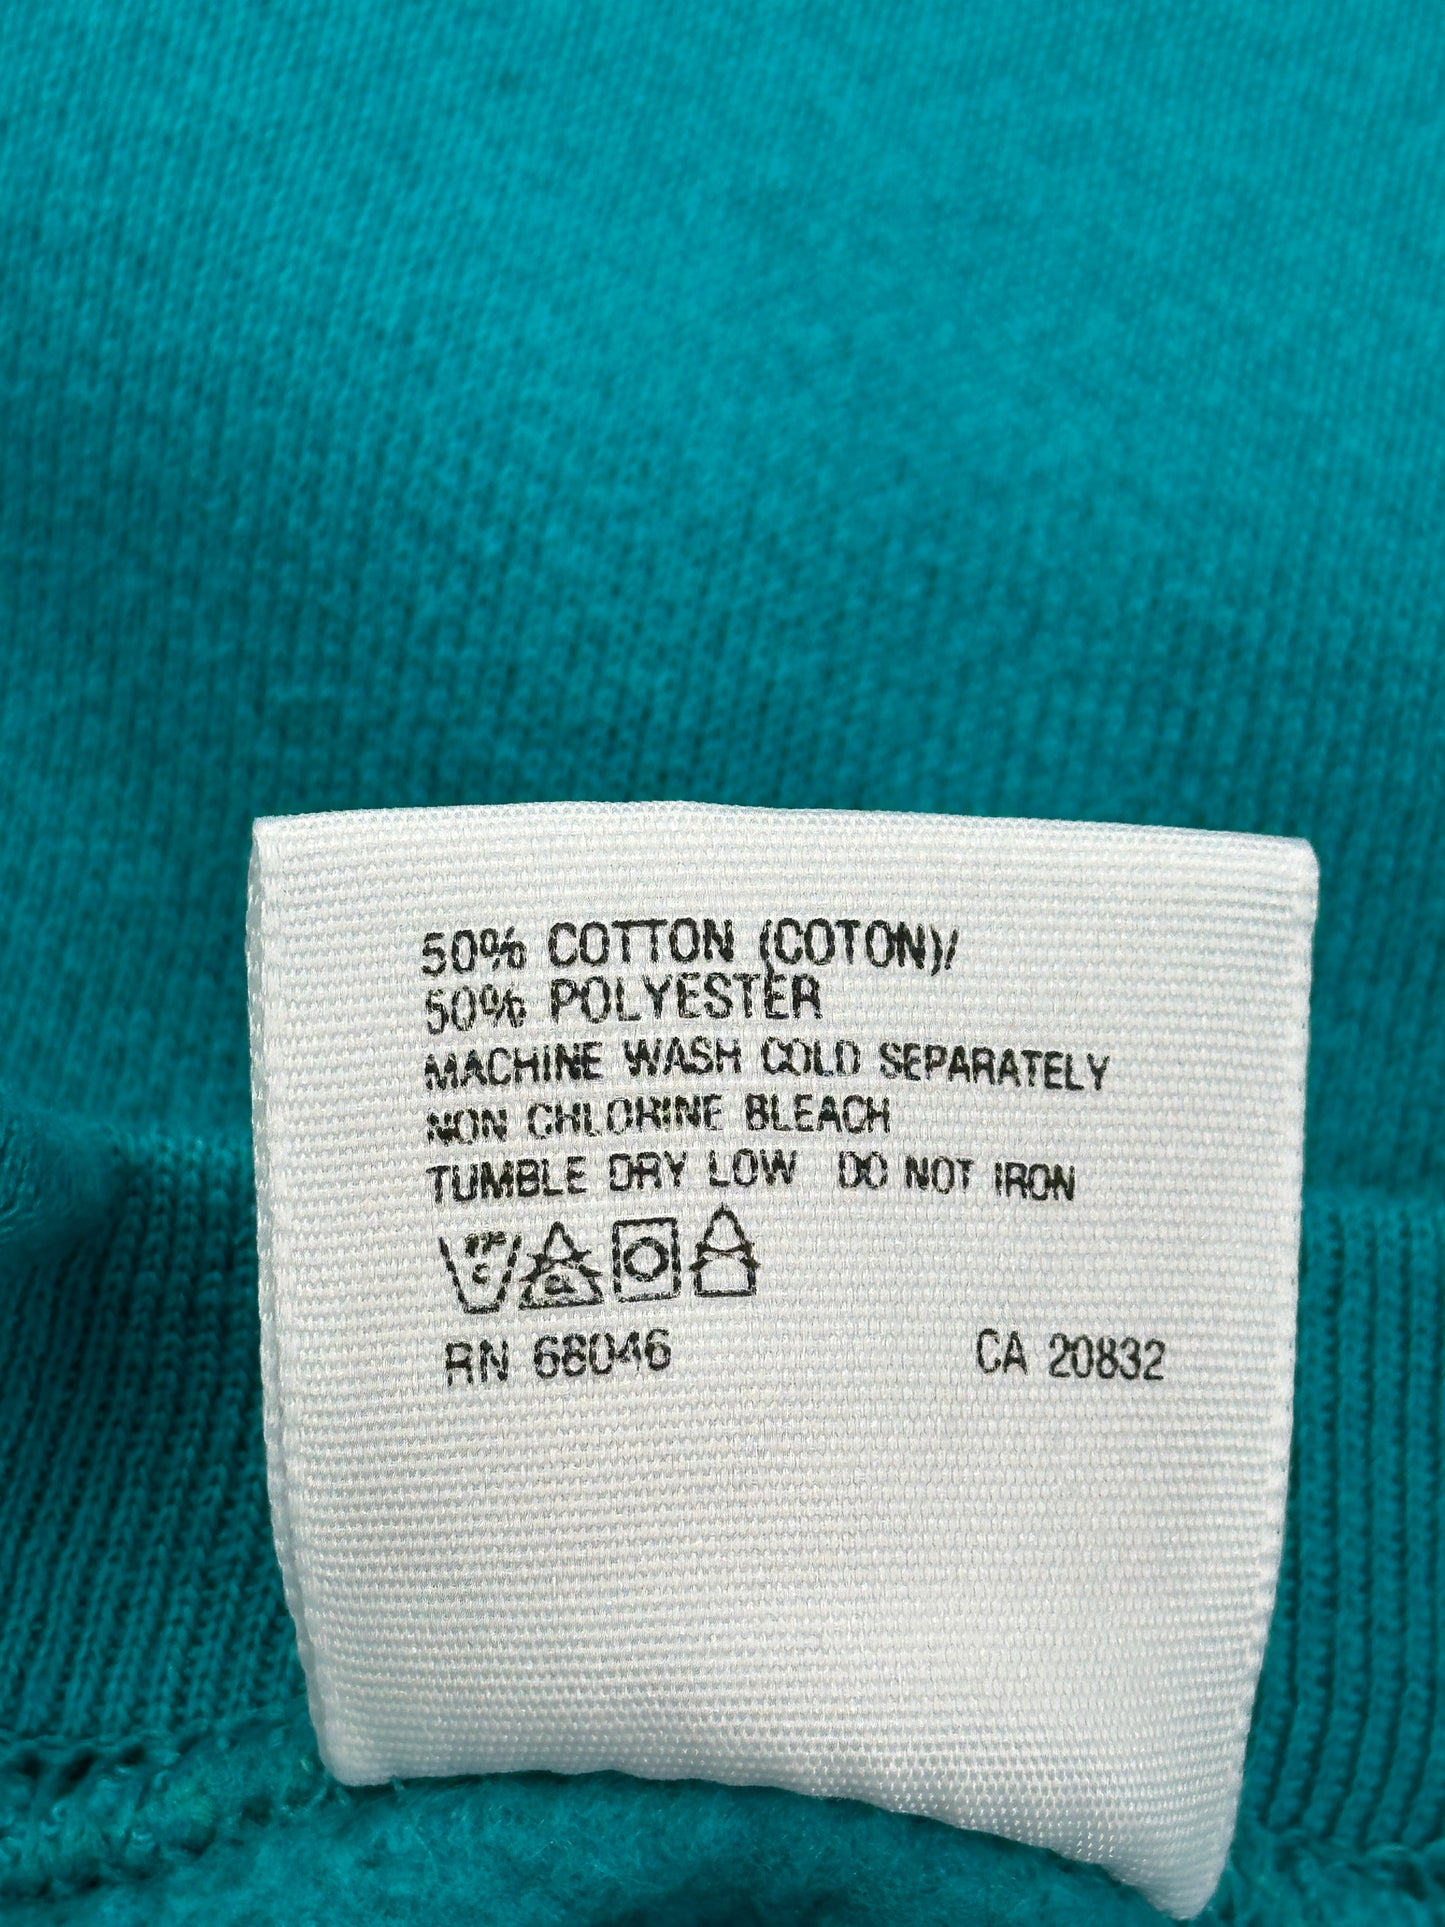 50% COTTON (COTON)/
50% POLYESTER
MACHINE WASH COLD SEPARATELY
NON CHLORINE BLEACH
TUMBLE DRY LOW DO NOT IRON
C CL
RN 68046 CA 20832